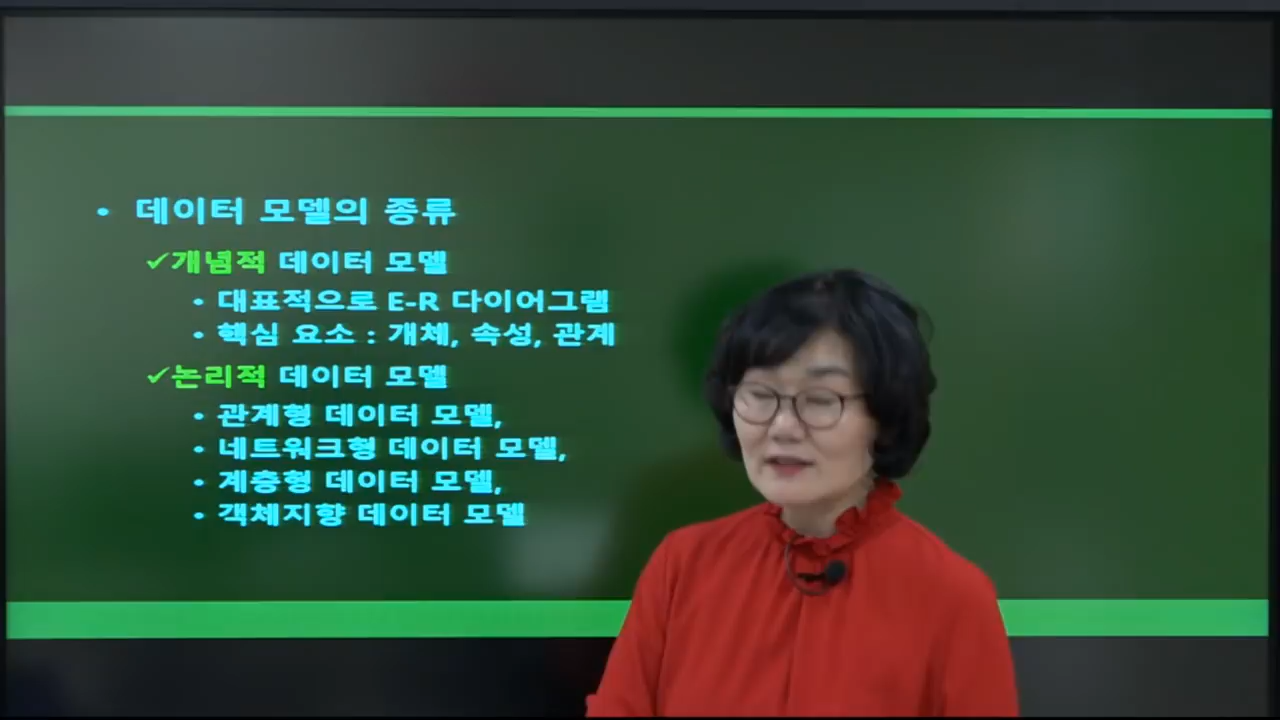 • 데이터 모델의 종류
✓개념적 데이터 모델
• 대표적으로 E-R 다이어그램
• 핵심 요소 : 개체, 속성, 관계
✓논리적 데이터 모델
• 관계형 데이터 모델,
• 네트워크형 데이터 모델,
• 계층형 데이터 모델,
• 객체지향 데이터 모델